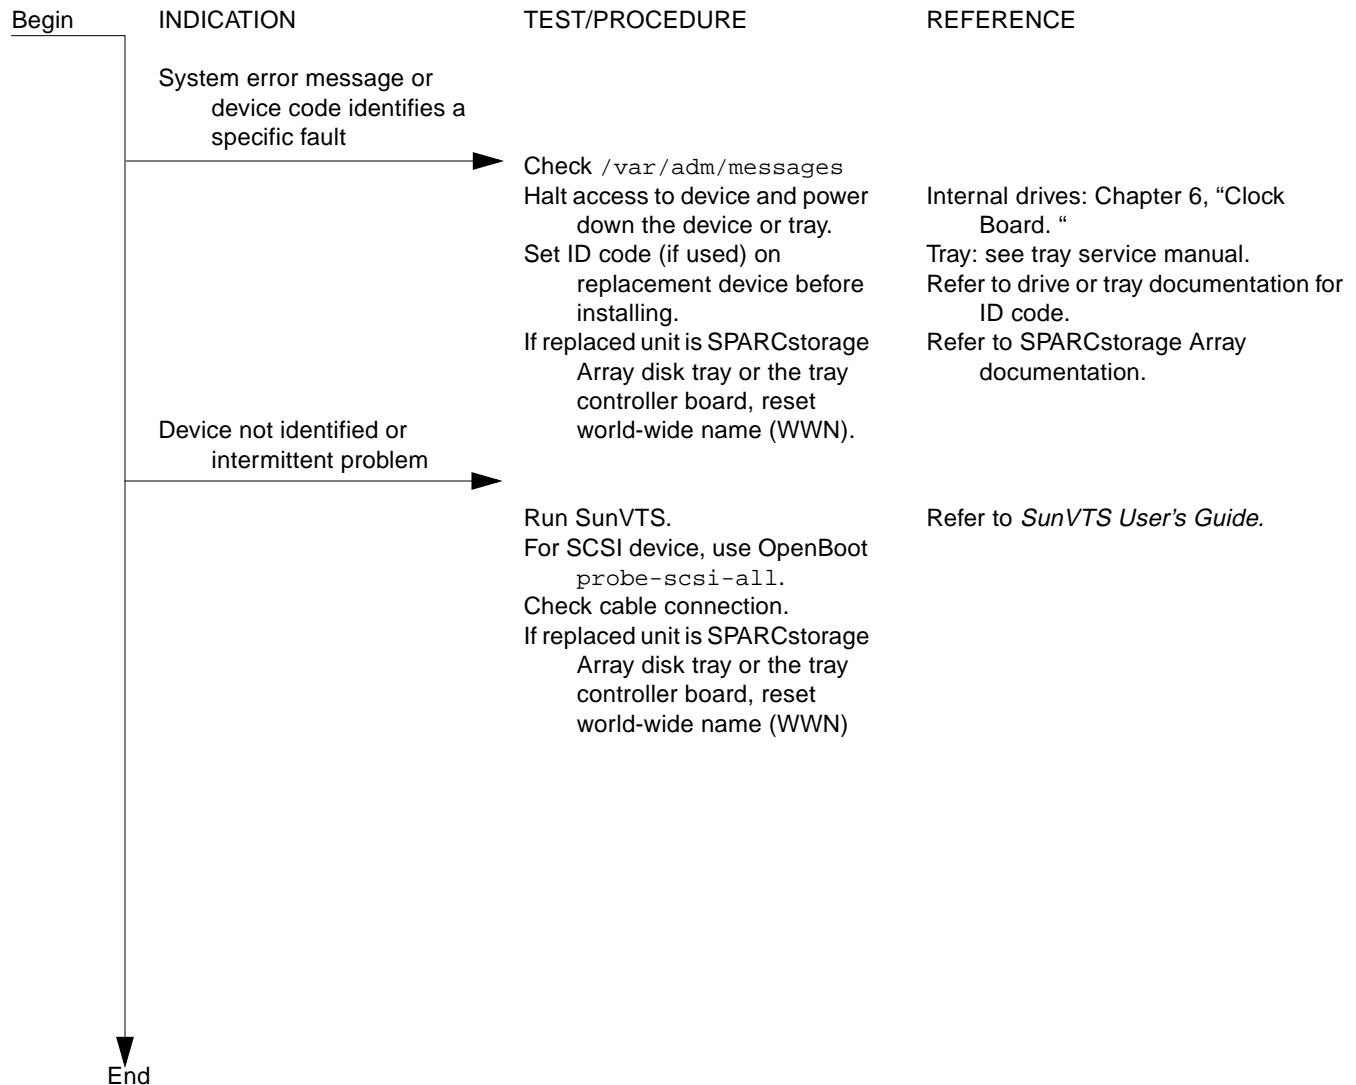 Begin
INDICATION
TEST/PROCEDURE
REFERENCE
System error message or
device code identifies a
specific fault
Check /var/adm/messages
Halt access to device and power
down the device or tray.
Set ID code (if used) on
replacement device before
installing.
If replaced unit is SPARCstorage
Array disk tray or the tray
controller board, reset
world-wide name (WWN).
Internal drives: Chapter 6, “Clock
Board. “
Tray: see tray service manual.
Refer to drive or tray documentation for
ID code.
Refer to SPARCstorage Array
documentation.
Device not identified or
intermittent problem
Run SunVTS.
For SCSI device, use OpenBoot
probe-scsi-all.
Check cable connection.
If replaced unit is SPARCstorage
Array disk tray or the tray
controller board, reset
world-wide name (WWN)
Refer to SunVTS User's Guide.
End